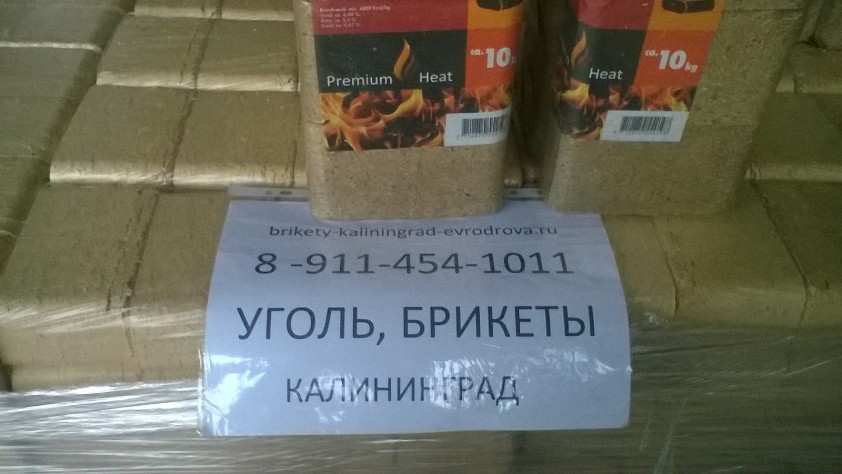 ca. 10
Premium Heat
ca. 10 kg
Heat
brikety-kaliningrad-evrodrova.ru
8 -911-454-1011
УГОЛЬ, БРИКЕТЫ
КАЛИНИНГРАД